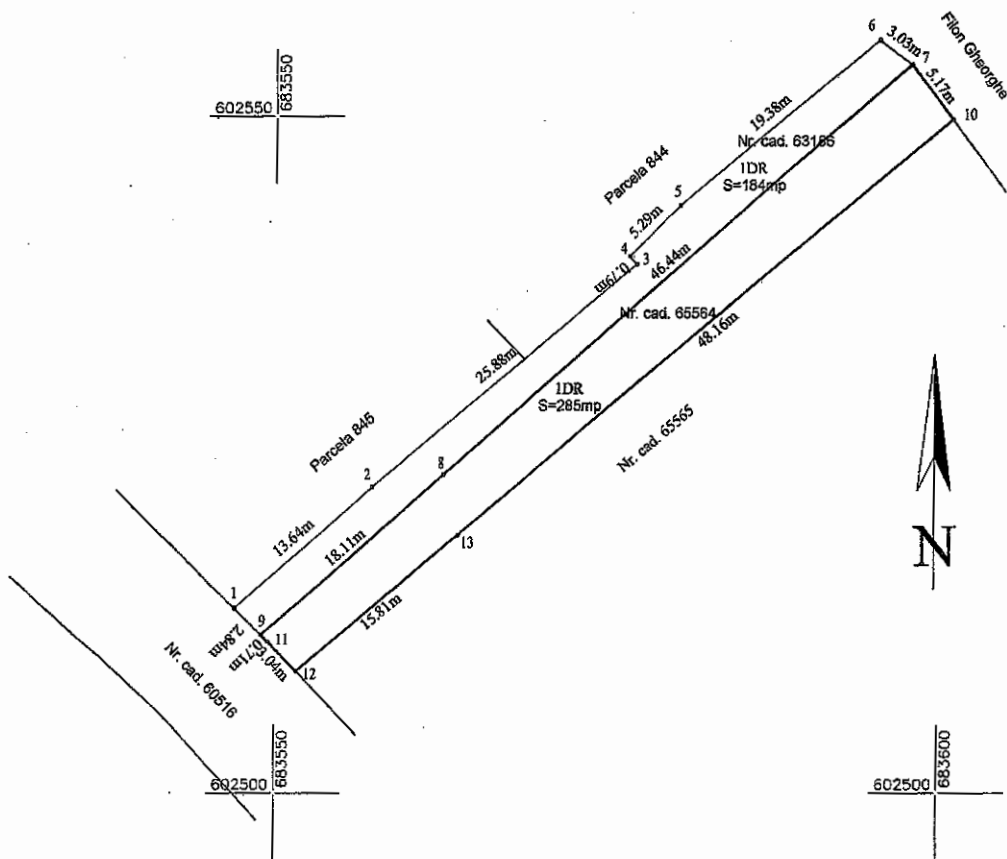 6
3.03m
7
Filon Gheorghe
5.17m
10
683550
602550
19.38m
Nr. cad. 63166
1DR
S=184mp
Parcela 844
5
5.29m
4
3
0.79m
46.44m
Nr. cad. 65564
48.16m
25.88m
1DR
S=285mp
Nr. cad. 65565
Parcela 845
2
8
13.64m
18.11m
13
N
1
9
11
15.81m
2.84m
0.71m
12
Nr. cad. 60516
683550
602500
683600
602500